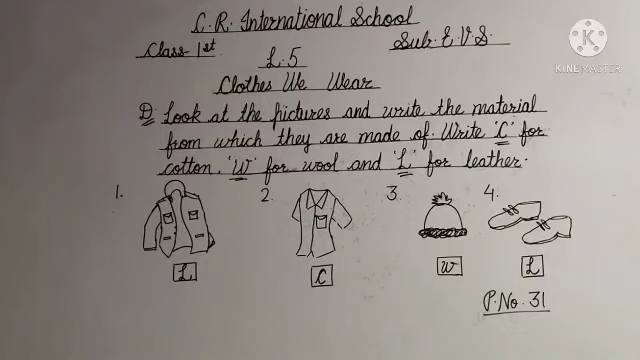 C. R. International School
Class 1st
Sub: E.V.S.
L.5
Clothes We Wear
D. Look at the pictures and write the material
from which they are made of. Write 'C' for
cotton, 'W' for wool and 'L' for leather.
1. 2. 3. 4.
L C W L
P. No. 31
K
KINEMASTER